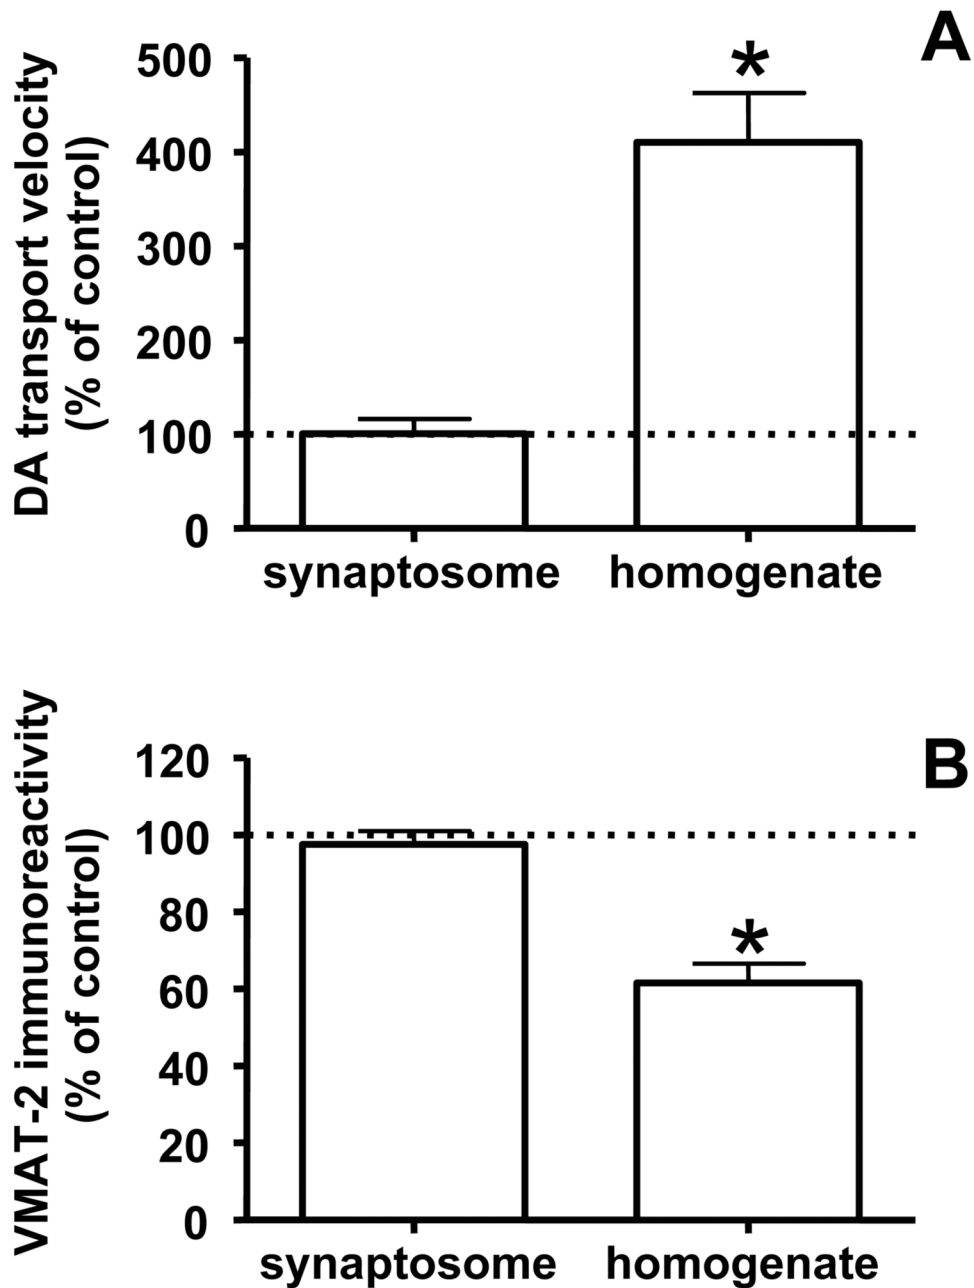 A
DA transport velocity
(% of control)
500
400
300
200
100
0
*
synaptosome homogenate
B
VMAT-2 immunoreactivity
(% of control)
120
100
80
60
40
20
0
*
synaptosome homogenate